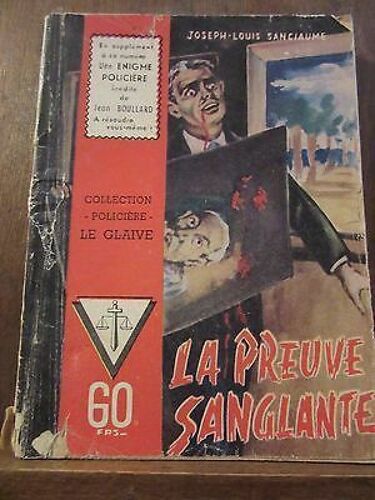 JOSEPH-LOUIS SANCIAUME
En supplément
à ce numéro
Une ENIGME
POLICIÈRE
inédite
de
Jean BOULLARD
A résoudre
vous-même!
COLLECTION
- POLICIÈRE -
LE GLAIVE
60
FRS
LA PREUVE
SANGLANTE